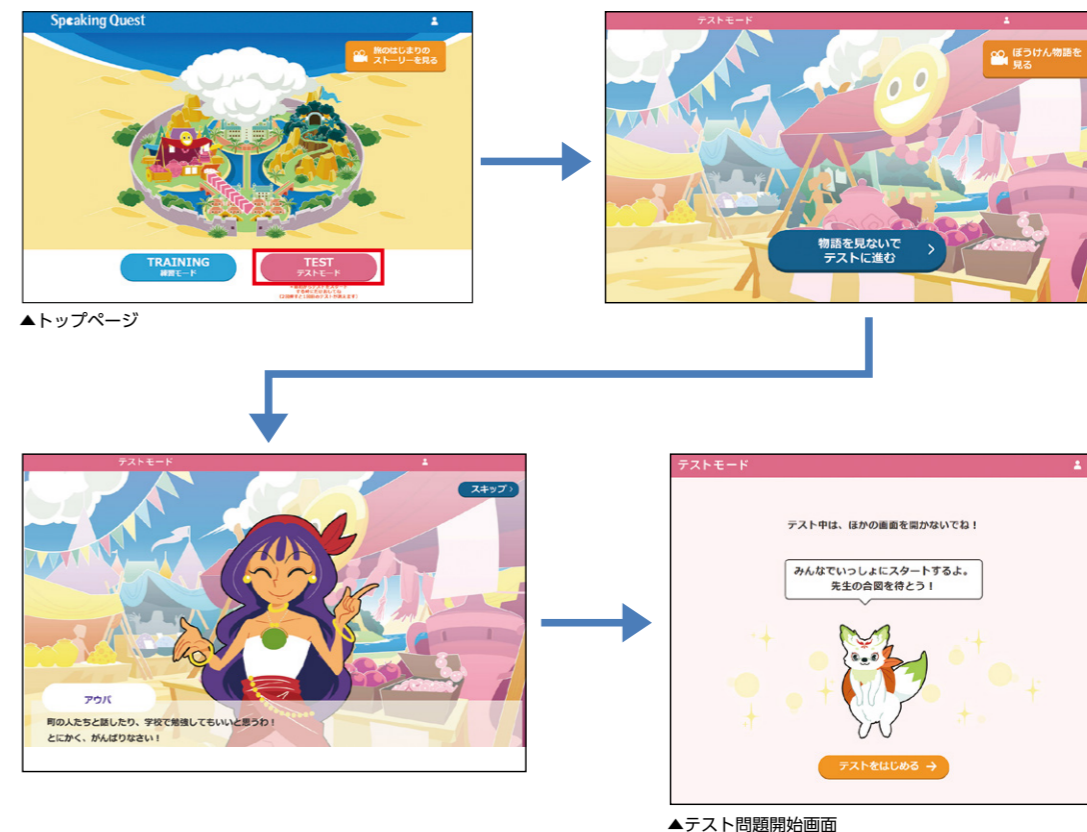 Speaking Quest
旅のはじまりの
ストーリーを見る
TRAINING
練習モード
TEST
テストモード
▲トップページ
テストモード
ぼうけん物語を
見る
物語を見ないで
テストに進む
テストモード
スキップ
アウバ
町の人たちと話したり、学校で勉強してもいいと思うわ!
とにかく、がんばりなさい!
テストモード
テスト中は、ほかの画面を開かないでね!
みんなでいっしょにスタートするよ。
先生の合図を待とう!
テストをはじめる
▲テスト問題開始画面